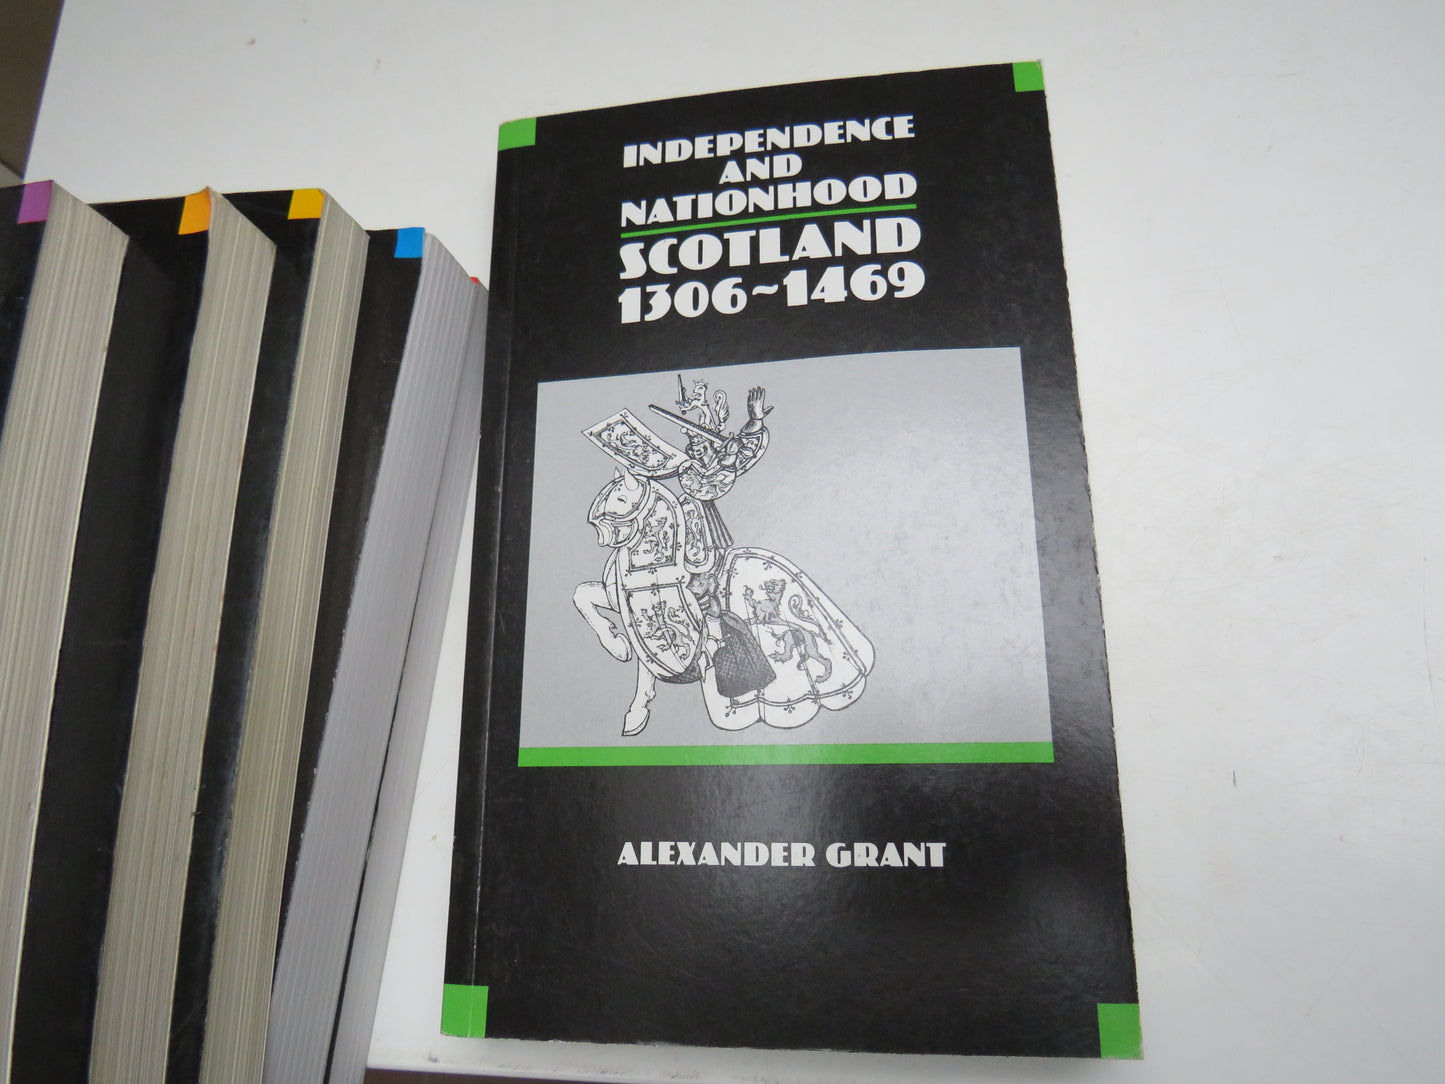 INDEPENDENCE
AND
NATIONHOOD
SCOTLAND
1306~1469
ALEXANDER GRANT